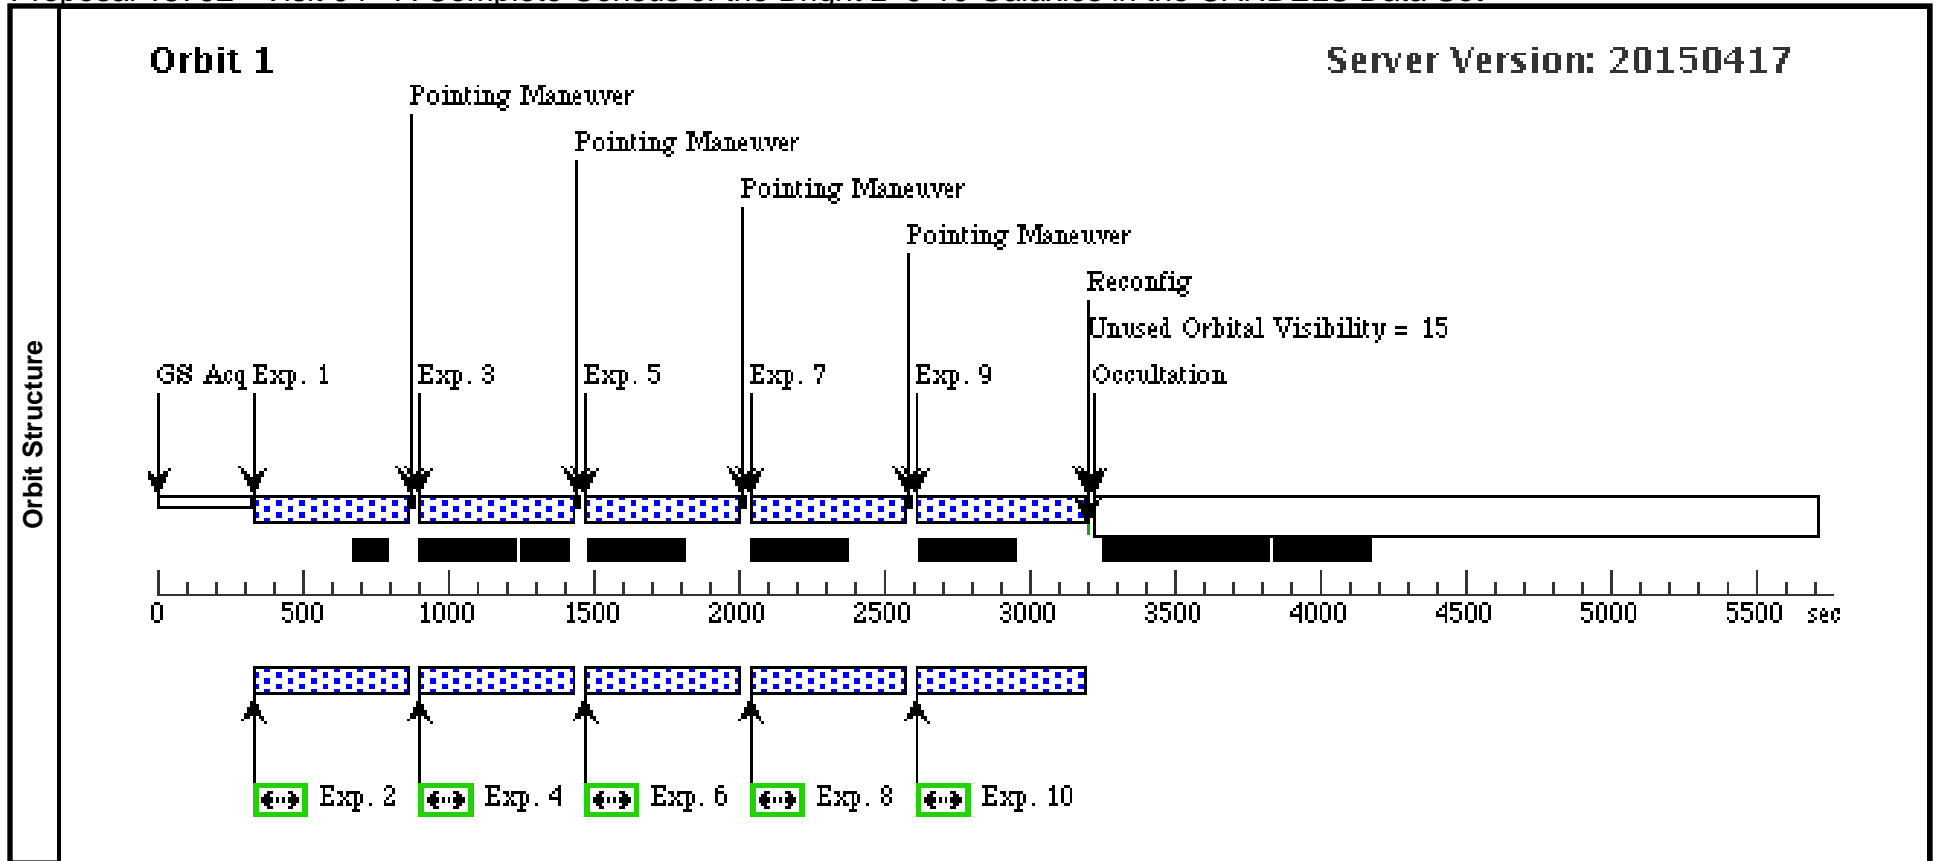 Orbit Structure
Orbit 1
Server Version: 20150417
Pointing Maneuver
Pointing Maneuver
Pointing Maneuver
Pointing Maneuver
Reconfig
Unused Orbital Visibility = 15
GS Acq Exp. 1 Exp. 3 Exp. 5 Exp. 7 Exp. 9 Occultation
0 500 1000 1500 2000 2500 3000 3500 4000 4500 5000 5500 sec
Exp. 2 Exp. 4 Exp. 6 Exp. 8 Exp. 10